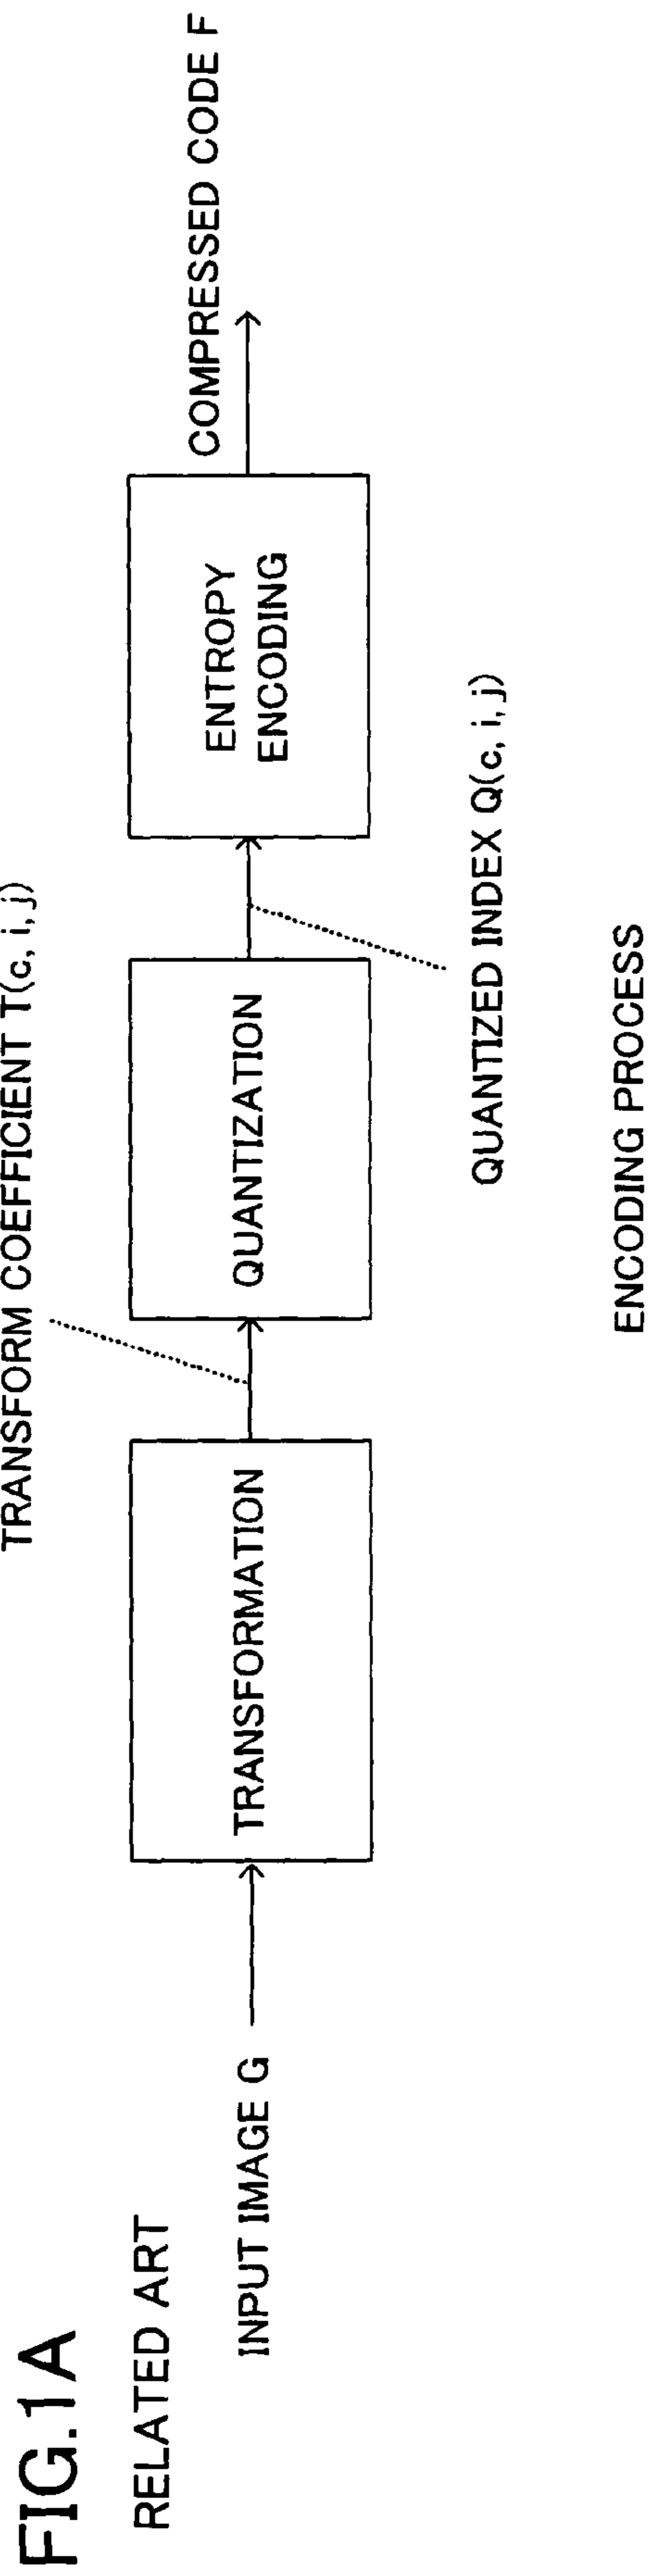 FIG.1A
RELATED ART
TRANSFORM COEFFICIENT T(c, i, j)
INPUT IMAGE G
TRANSFORMATION
QUANTIZATION
ENTROPY
ENCODING
COMPRESSED CODE F
QUANTIZED INDEX Q(c, i, j)
ENCODING PROCESS